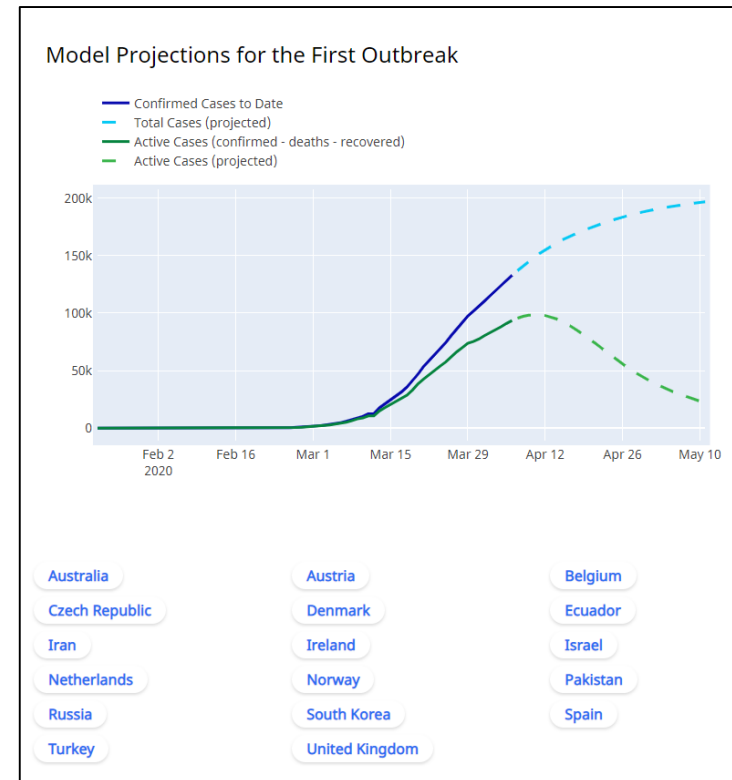 Model Projections for the First Outbreak
Confirmed Cases to Date
Total Cases (projected)
Active Cases (confirmed - deaths - recovered)
Active Cases (projected)
200k
150k
100k
50k
0
Feb 2 Feb 16 Mar 1 Mar 15 Mar 29 Apr 12 Apr 26 May 10
2020
Australia Austria Belgium
Czech Republic Denmark Ecuador
Iran Ireland Israel
Netherlands Norway Pakistan
Russia South Korea Spain
Turkey United Kingdom